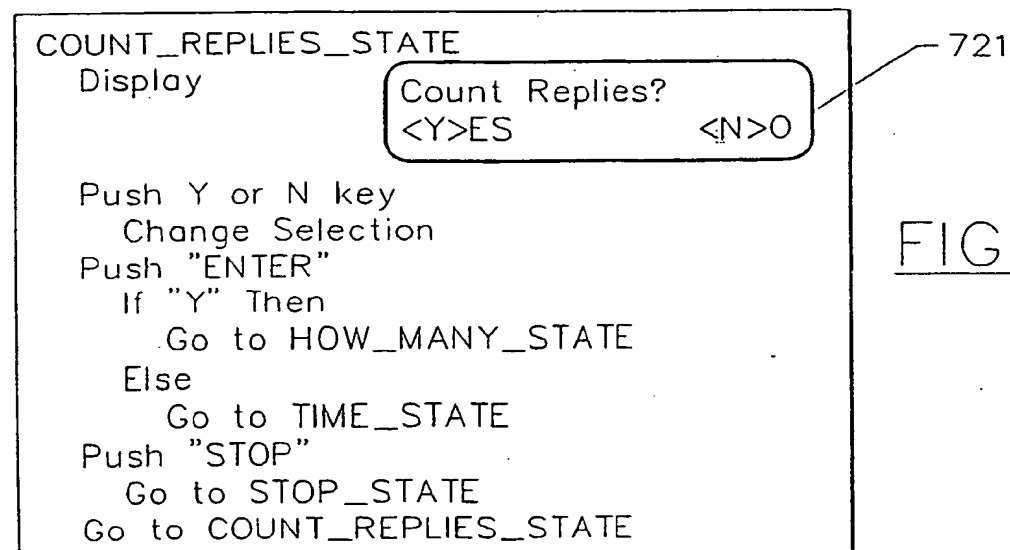 COUNT_REPLIES_STATE
721
Display
Count Replies?
<Y>ES <N>O
Push Y or N key
Change Selection
FIG
Push "ENTER"
If "Y" Then
Go to HOW_MANY_STATE
Else
Go to TIME_STATE
Push "STOP"
Go to STOP_STATE
Go to COUNT_REPLIES_STATE